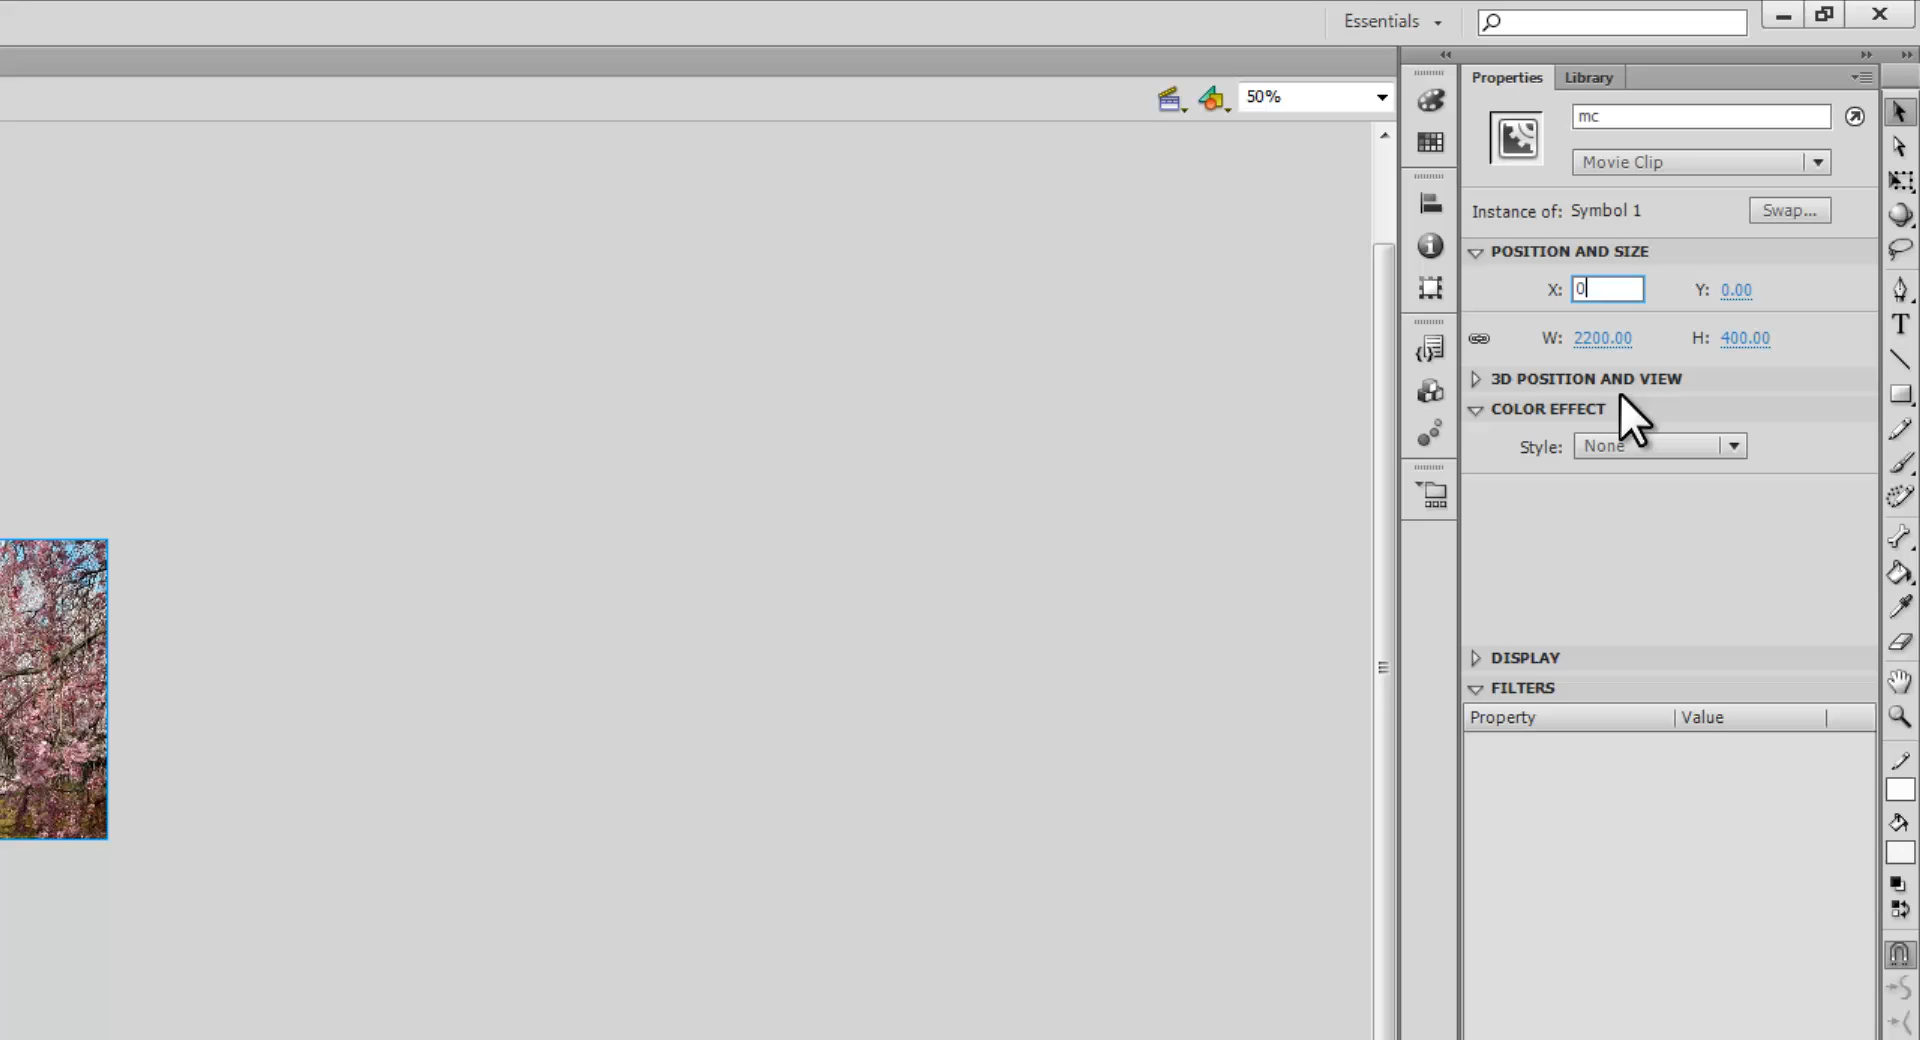 Essentials
50%
Properties
Library
mc
Movie Clip
Instance of: Symbol 1
Swap...
POSITION AND SIZE
X: 0
Y: 0.00
W: 2200.00
H: 400.00
3D POSITION AND VIEW
COLOR EFFECT
Style: None
DISPLAY
FILTERS
Property
Value